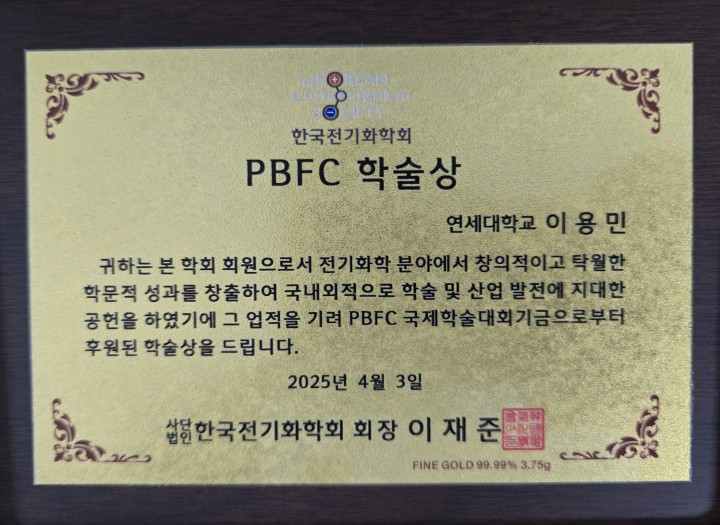 THE KOREAN
ELECTROCHEMICAL
SOCIETY
한국전기화학회
PBFC 학술상
연세대학교 이 용 민
귀하는 본 학회 회원으로서 전기화학 분야에서 창의적이고 탁월한
학문적 성과를 창출하여 국내외적으로 학술 및 산업 발전에 지대한
공헌을 하였기에 그 업적을 기려 PBFC 국제학술대회기금으로부터
후원된 학술상을 드립니다.
2025년 4월 3일
사단법인 한국전기화학회 회장 이 재 준
FINE GOLD 99.99% 3.75g